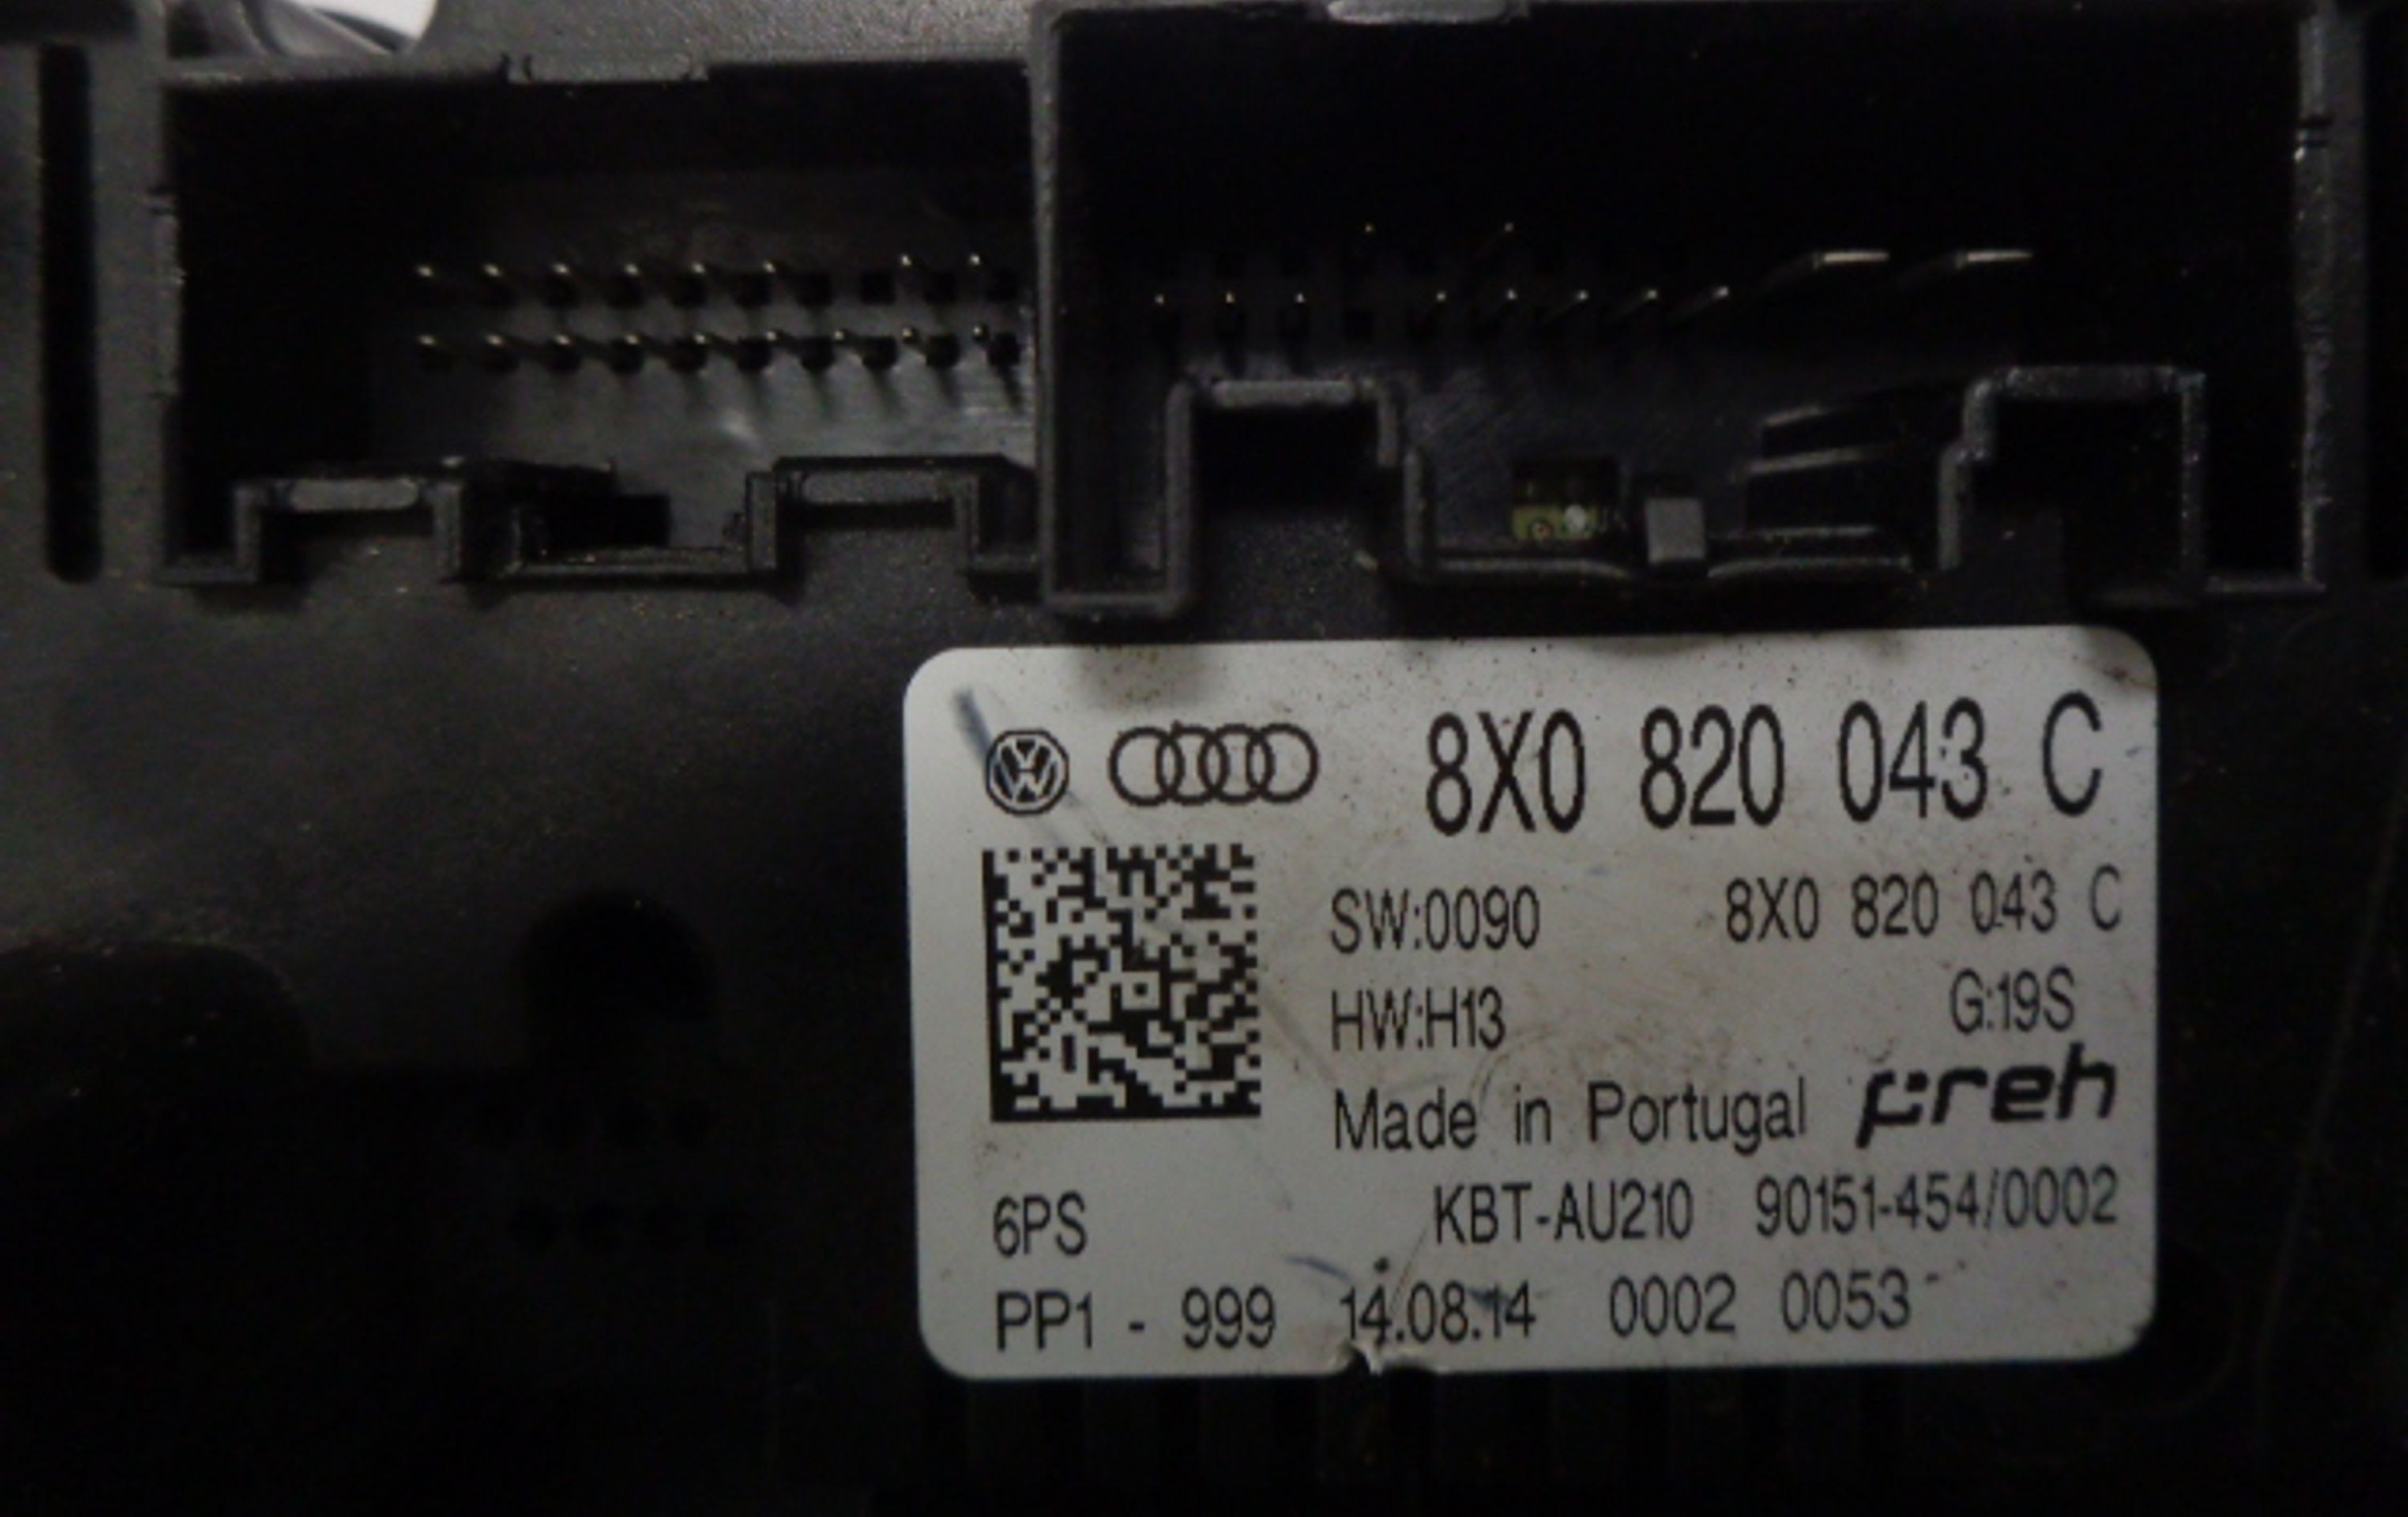 8X0 820 043 C
SW:0090 8X0 820 043 C
HW:H13 G:19S
Made in Portugal preh
6PS KBT-AU210 90151-454/0002
PP1 - 999 14.08.14 0002 0053